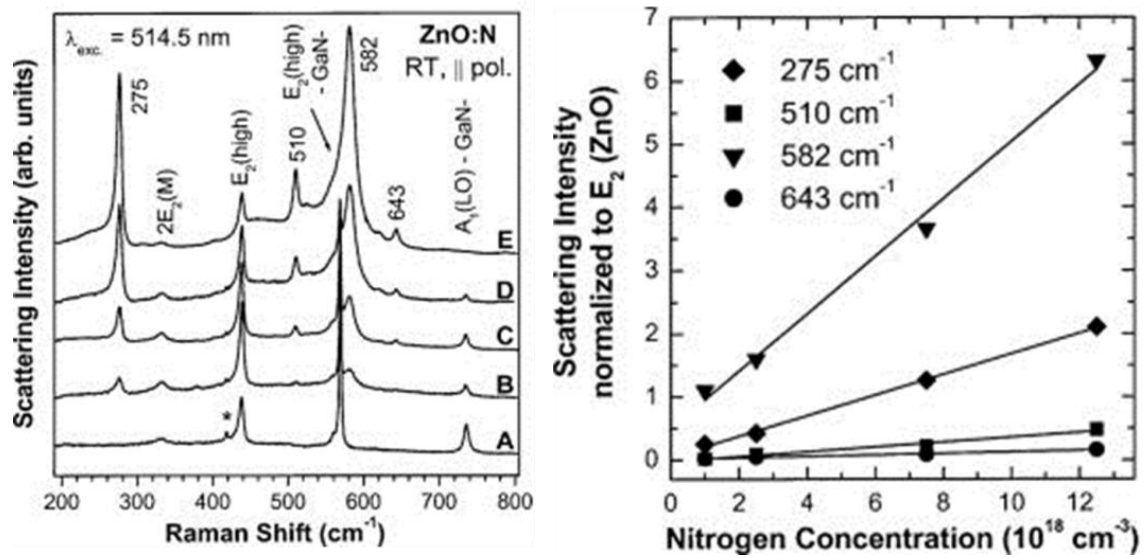 λexc. = 514.5 nm
ZnO:N
RT, || pol.
275
2E2(M)
E2(high)
510
E2(high)
- GaN-
582
643
A1(LO) - GaN-
E
D
C
B
*
A
Scattering Intensity (arb. units)
200 300 400 500 600 700 800
Raman Shift (cm-1)
7
6
5
4
3
2
1
0
275 cm-1
510 cm-1
582 cm-1
643 cm-1
Scattering Intensity
normalized to E2 (ZnO)
0 2 4 6 8 10 12
Nitrogen Concentration (10^18 cm-3)